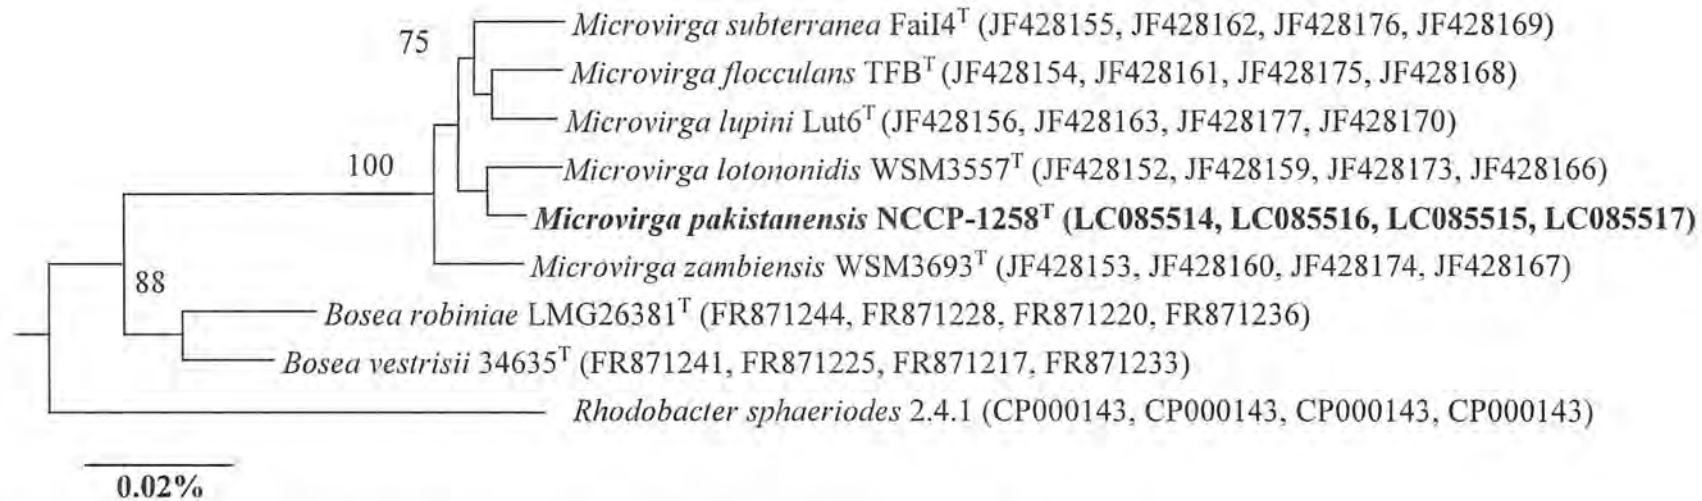 75
Microvirga subterranea FaiI4ᵀ (JF428155, JF428162, JF428176, JF428169)
Microvirga flocculans TFBᵀ (JF428154, JF428161, JF428175, JF428168)
Microvirga lupini Lut6ᵀ (JF428156, JF428163, JF428177, JF428170)
100
Microvirga lotononidis WSM3557ᵀ (JF428152, JF428159, JF428173, JF428166)
Microvirga pakistanensis NCCP-1258ᵀ (LC085514, LC085516, LC085515, LC085517)
Microvirga zambiensis WSM3693ᵀ (JF428153, JF428160, JF428174, JF428167)
88
Bosea robiniae LMG26381ᵀ (FR871244, FR871228, FR871220, FR871236)
Bosea vestrisii 34635ᵀ (FR871241, FR871225, FR871217, FR871233)
Rhodobacter sphaeriodes 2.4.1 (CP000143, CP000143, CP000143, CP000143)
0.02%